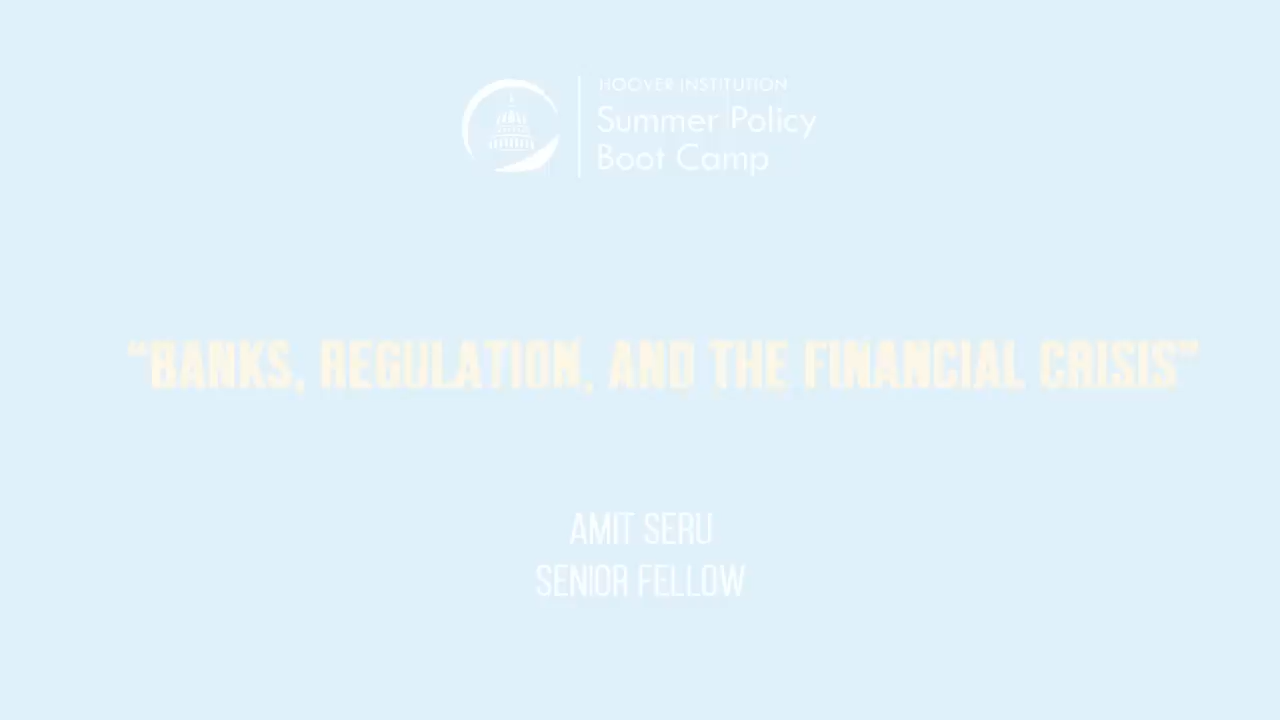 HOOVER INSTITUTION
Summer Policy
Boot Camp
“BANKS, REGULATION, AND THE FINANCIAL CRISIS”
AMIT SERU
SENIOR FELLOW